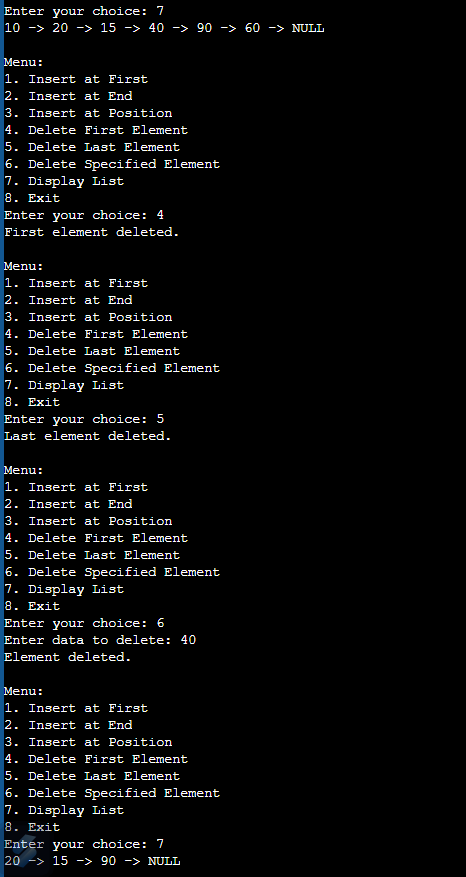 Enter your choice: 7
10 -> 20 -> 15 -> 40 -> 90 -> 60 -> NULL
Menu:
1. Insert at First
2. Insert at End
3. Insert at Position
4. Delete First Element
5. Delete Last Element
6. Delete Specified Element
7. Display List
8. Exit
Enter your choice: 4
First element deleted.
Menu:
1. Insert at First
2. Insert at End
3. Insert at Position
4. Delete First Element
5. Delete Last Element
6. Delete Specified Element
7. Display List
8. Exit
Enter your choice: 5
Last element deleted.
Menu:
1. Insert at First
2. Insert at End
3. Insert at Position
4. Delete First Element
5. Delete Last Element
6. Delete Specified Element
7. Display List
8. Exit
Enter your choice: 6
Enter data to delete: 40
Element deleted.
Menu:
1. Insert at First
2. Insert at End
3. Insert at Position
4. Delete First Element
5. Delete Last Element
6. Delete Specified Element
7. Display List
8. Exit
Enter your choice: 7
20 -> 15 -> 90 -> NULL